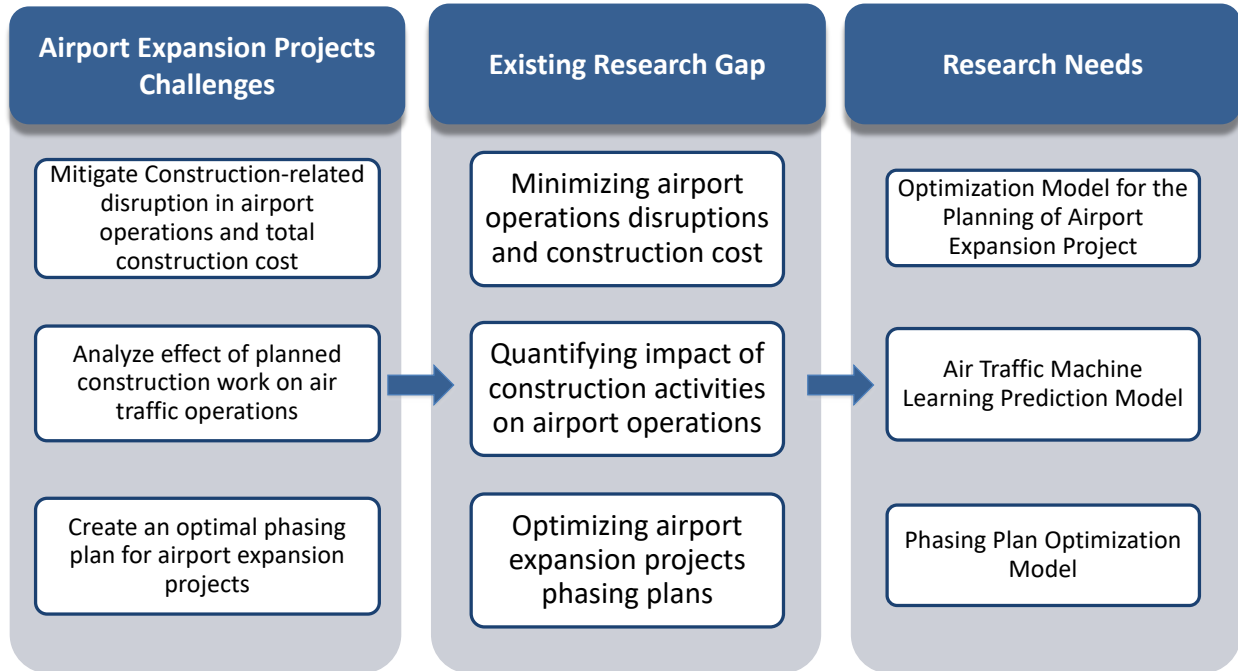 Airport Expansion Projects
Challenges
Mitigate Construction-related
disruption in airport
operations and total
construction cost
Analyze effect of planned
construction work on air
traffic operations
Create an optimal phasing
plan for airport expansion
projects
Existing Research Gap
Minimizing airport
operations disruptions
and construction cost
Quantifying impact of
construction activities
on airport operations
Optimizing airport
expansion projects
phasing plans
Research Needs
Optimization Model for the
Planning of Airport
Expansion Project
Air Traffic Machine
Learning Prediction Model
Phasing Plan Optimization
Model